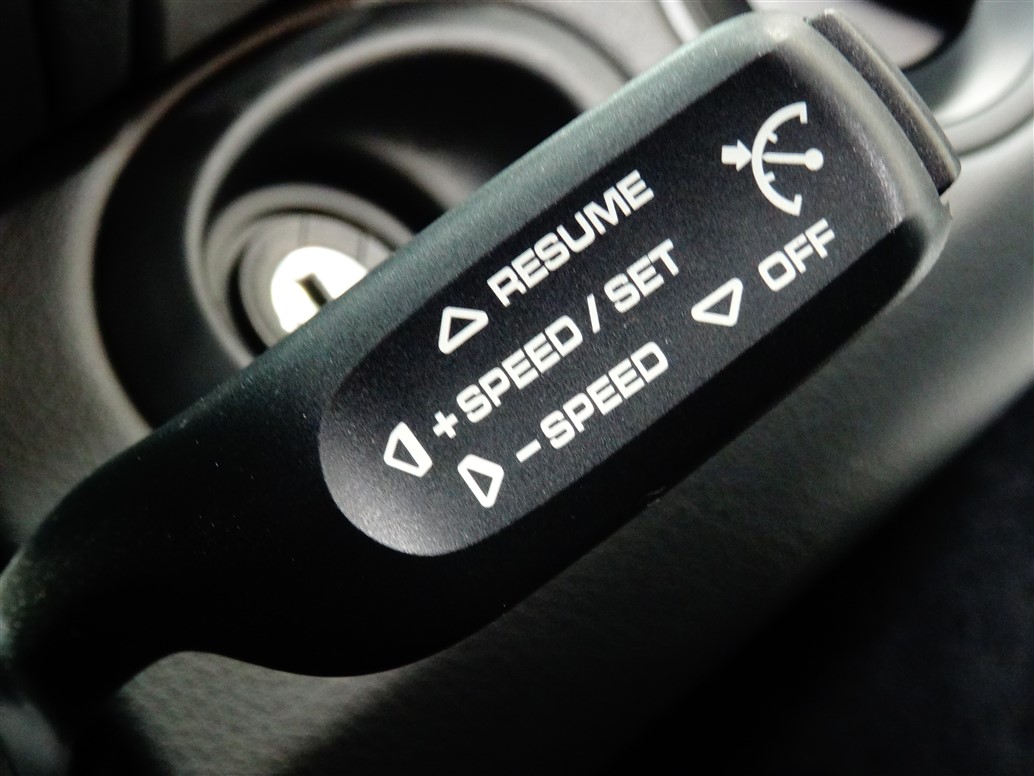 RESUME
+ SPEED / SET
- SPEED
OFF